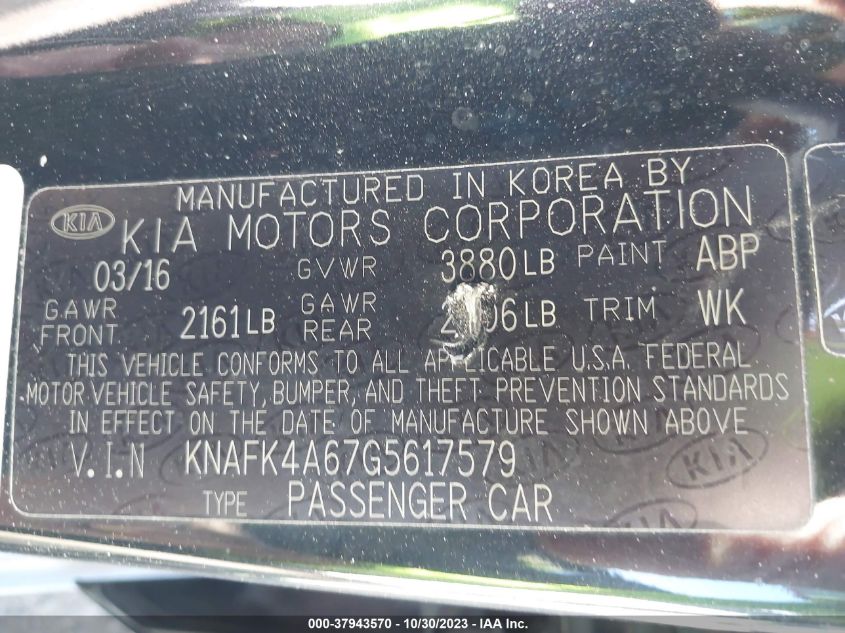 MANUFACTURED IN KOREA BY
KIA KIA MOTORS CORPORATION
03/16 GVWR 3880LB PAINT ABP
G.AWR FRONT 2161LB GAWR REAR TRIM WK
THIS VEHICLE CONFORMS TO ALL APPLICABLE U.S.A. FEDERAL
MOTOR VEHICLE SAFETY, BUMPER, AND THEFT PREVENTION STANDARDS
IN EFFECT ON THE DATE OF MANUFACTURE SHOWN ABOVE
V.I.N KNAFK4A67G5617579
TYPE PASSENGER CAR
000-37943570 - 10/30/2023 - IAA Inc.